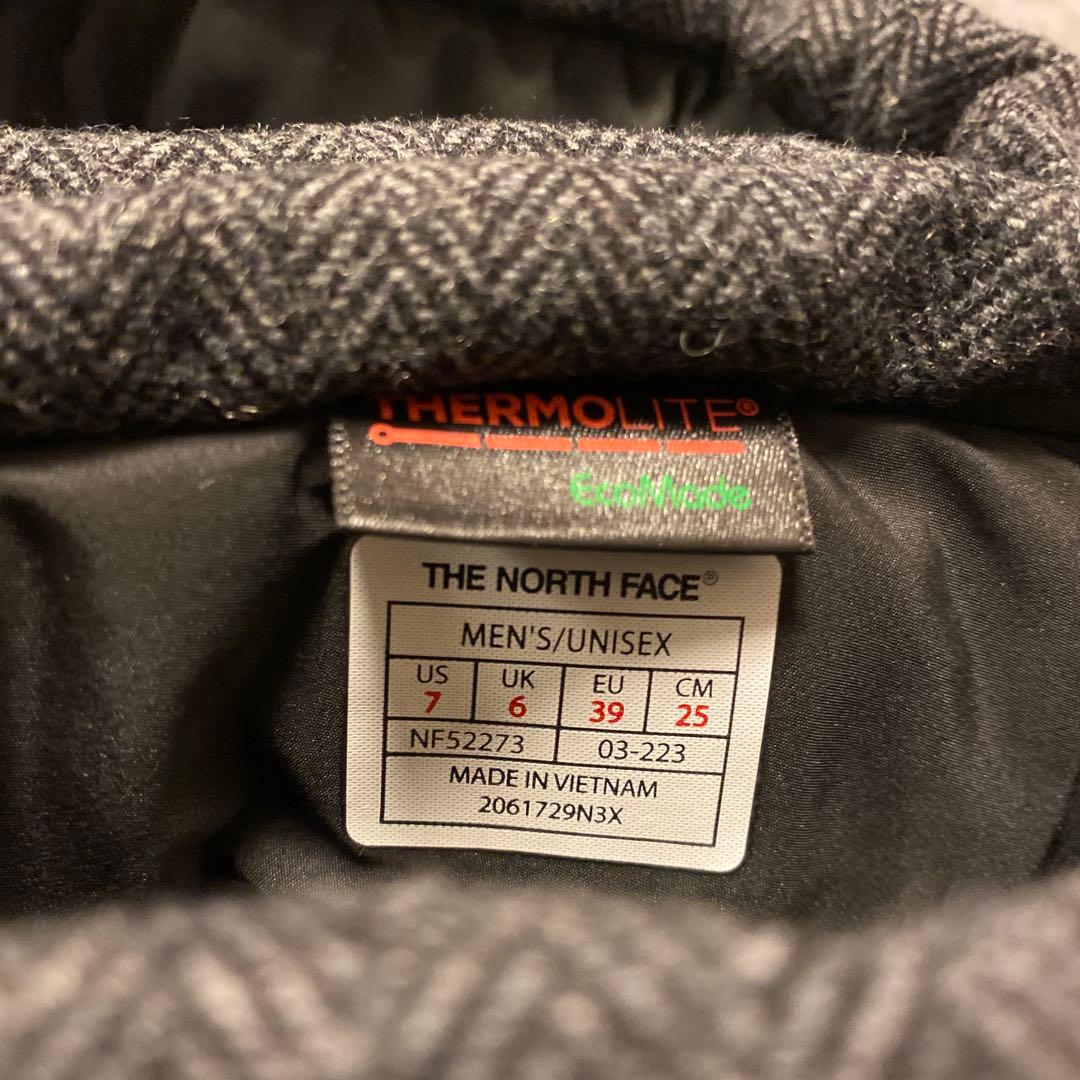 THERMOLITE®
EcoMade
THE NORTH FACE℗
MEN'S/UNISEX
US UK EU CM
7 6 39 25
NF52273 03-223
MADE IN VIETNAM
2061729N3X